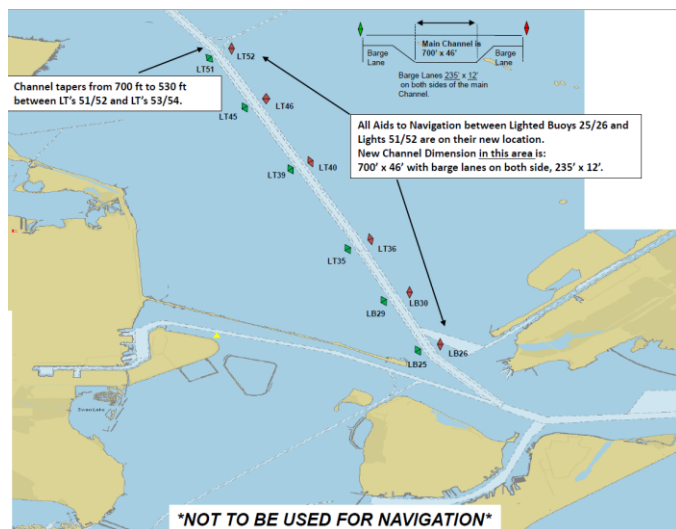 Main Channel is
700' x 46'
Barge
Lane
Barge
Lane
Barge Lanes 235' x 12'
on both sides of the main
Channel.
LT52
LT51
Channel tapers from 700 ft to 530 ft
between LT's 51/52 and LT's 53/54.
LT46
LT45
All Aids to Navigation between Lighted Buoys 25/26 and
Lights 51/52 are on their new location.
New Channel Dimension in this area is:
700' x 46' with barge lanes on both side, 235' x 12'.
LT40
LT39
LT36
LT35
LB30
LB29
LB26
LB25
Swan Lake
*NOT TO BE USED FOR NAVIGATION*